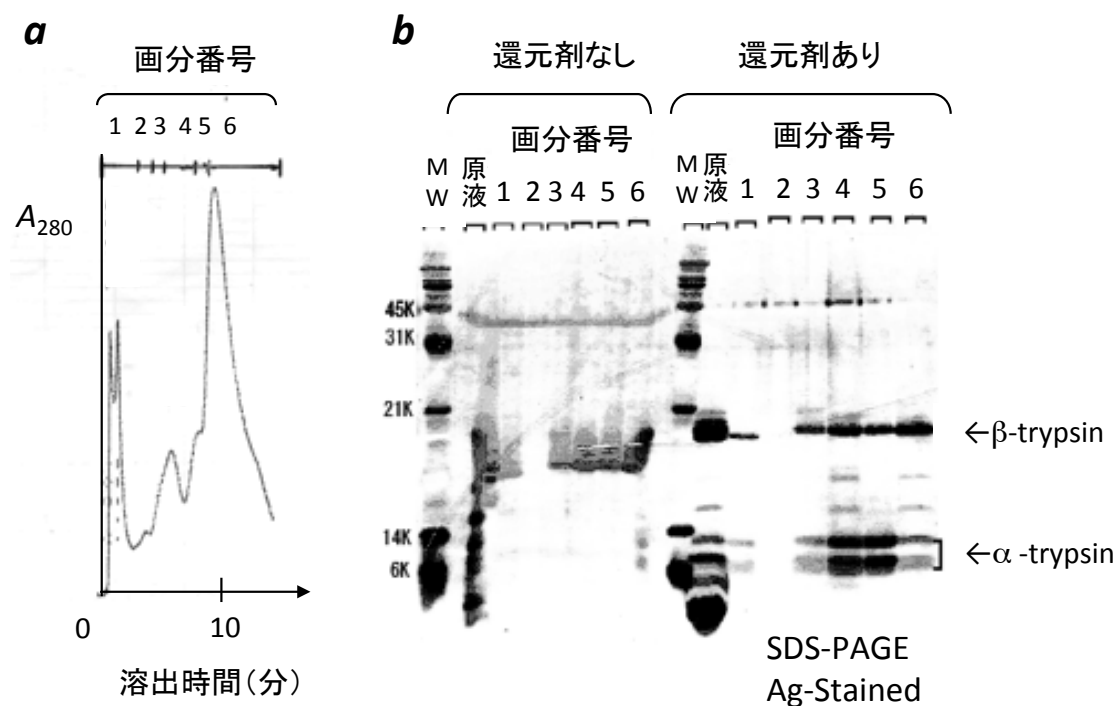 a
画分番号
1 2 3 4 5 6
A280
0
10
溶出時間（分）
b
還元剤なし
還元剤あり
画分番号
画分番号
MW
原液
1 2 3 4 5 6
MW
原液
1 2 3 4 5 6
45K
31K
21K
14K
6K
←β-trypsin
←α-trypsin
SDS-PAGE
Ag-Stained